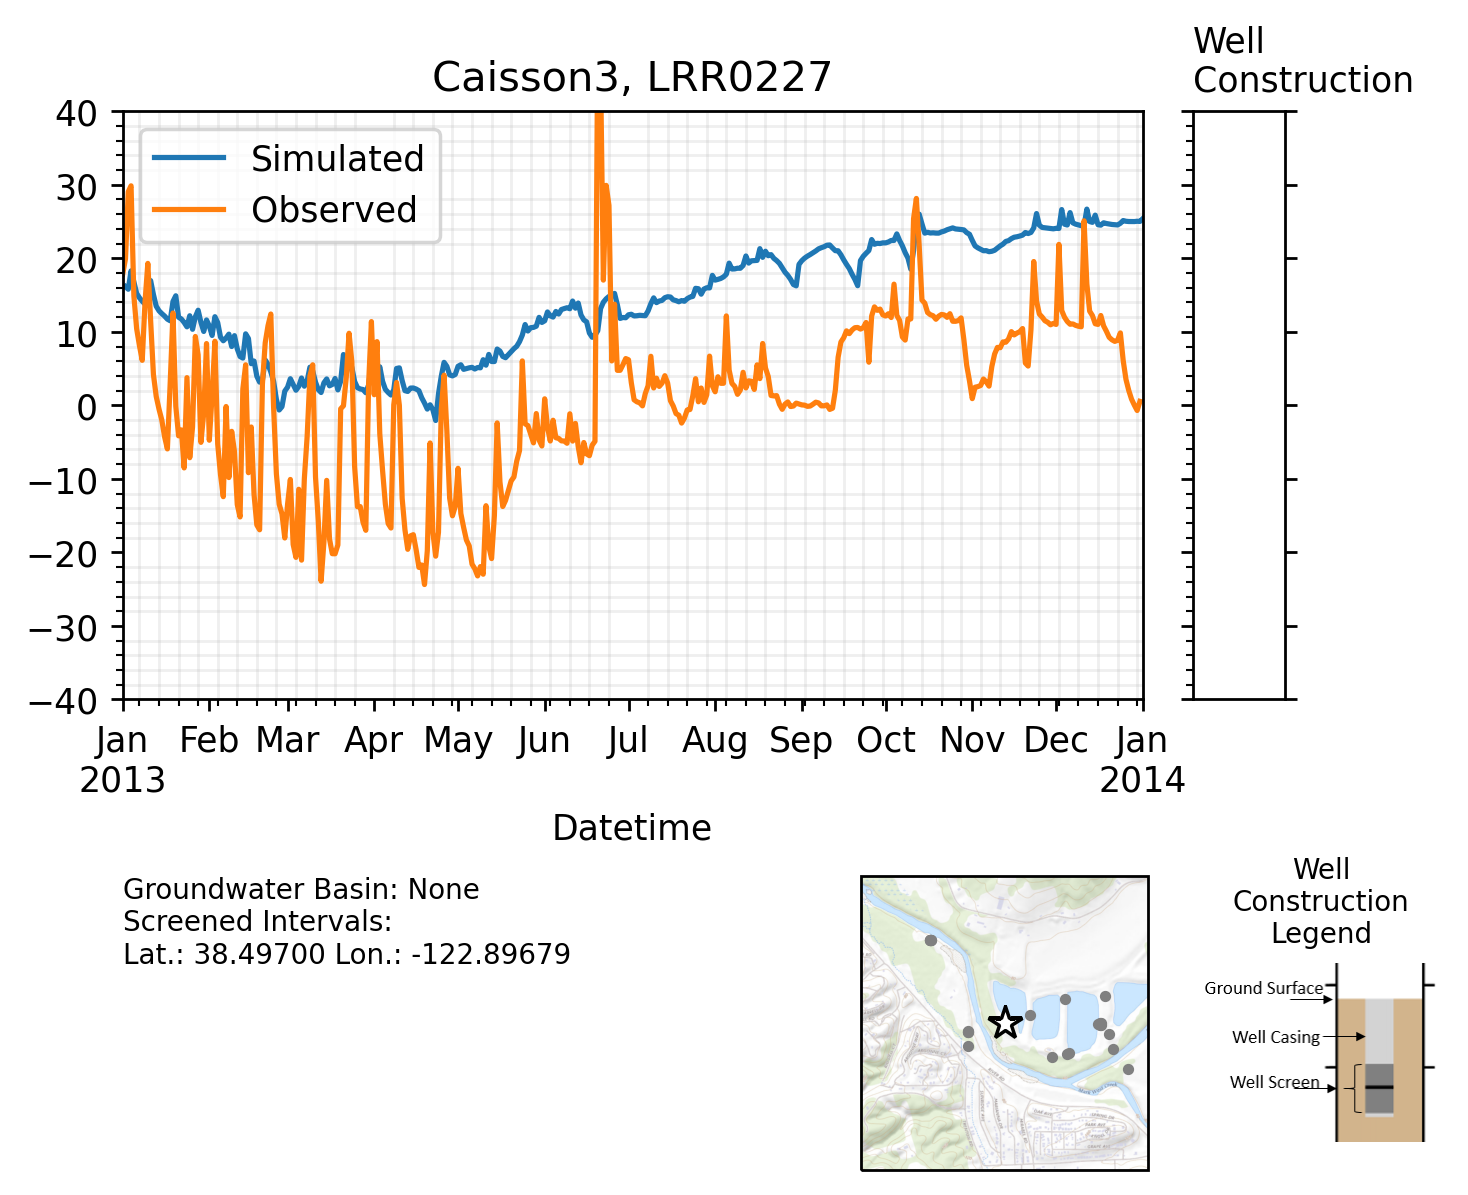 Well
Construction
Caisson3, LRR0227
40
30
20
10
0
−10
−20
−30
−40
Simulated
Observed
Jan
2013
Feb
Mar
Apr
May
Jun
Jul
Aug
Sep
Oct
Nov
Dec
Jan
2014
Datetime
Groundwater Basin: None
Screened Intervals:
Lat.: 38.49700 Lon.: -122.89679
Well
Construction
Legend
Ground Surface
Well Casing
Well Screen